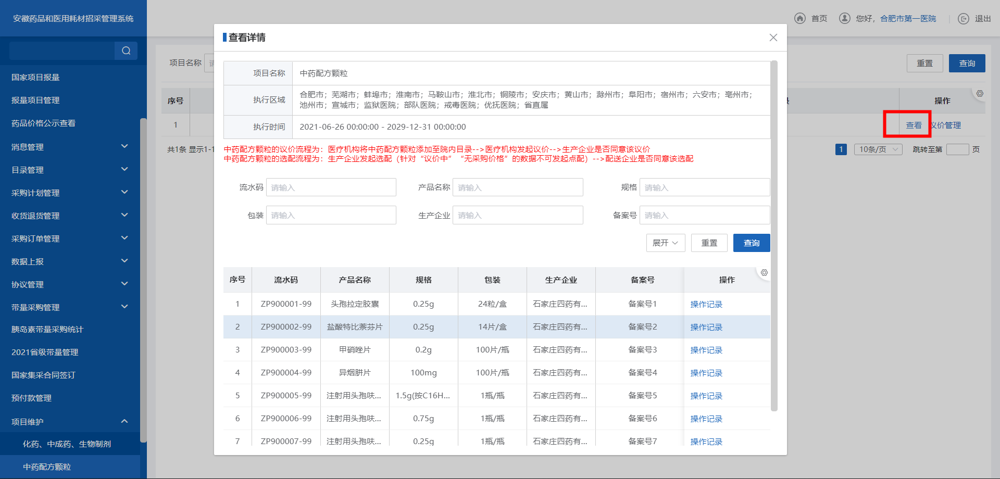 安徽药品和医用耗材招采管理系统
首页
您好，合肥市第一医院
退出
国家项目报量
报量项目管理
药品价格公示查看
消息管理
目录管理
采购计划管理
收货退货管理
采购订单管理
数据上报
协议管理
带量采购管理
胰岛素带量采购统计
2021省级带量管理
国家集采合同签订
预付款管理
项目维护
化药、中成药、生物制剂
中药配方颗粒
项目名称
重置
查询
序号
操作
1
查看
议价管理
共1条 显示1-1
1
10条/页
跳转至第
页
查看详情
项目名称 中药配方颗粒
执行区域 合肥市；芜湖市；蚌埠市；淮南市；马鞍山市；淮北市；铜陵市；安庆市；黄山市；滁州市；阜阳市；宿州市；六安市；亳州市；
池州市；宣城市；监狱医院；部队医院；戒毒医院；优抚医院；省直属
执行时间 2021-06-26 00:00:00 - 2029-12-31 00:00:00
中药配方颗粒的议价流程为：医疗机构将中药配方颗粒添加至院内目录-->医疗机构发起议价-->生产企业是否同意该议价
中药配方颗粒的选配流程为：生产企业发起选配（针对“议价中”“无采购价格”的数据不可发起点配）-->配送企业是否同意该选配
流水码 请输入 产品名称 请输入 规格 请输入
包装 请输入 生产企业 请输入 备案号 请输入
展开 重置 查询
序号 流水码 产品名称 规格 包装 生产企业 备案号 操作
1 ZP900001-99 头孢拉定胶囊 0.25g 24粒/盒 石家庄四药有... 备案号1 操作记录
2 ZP900002-99 盐酸特比萘芬片 0.25g 14片/盒 石家庄四药有... 备案号2 操作记录
3 ZP900003-99 甲硝唑片 0.2g 100片/瓶 石家庄四药有... 备案号3 操作记录
4 ZP900004-99 异烟肼片 100mg 100片/瓶 石家庄四药有... 备案号4 操作记录
5 ZP900005-99 注射用头孢呋... 1.5g(按C16H... 1瓶/瓶 石家庄四药有... 备案号5 操作记录
6 ZP900006-99 注射用头孢呋... 0.75g 1瓶/瓶 石家庄四药有... 备案号6 操作记录
7 ZP900007-99 注射用头孢呋... 0.25g 1瓶/瓶 石家庄四药有... 备案号7 操作记录